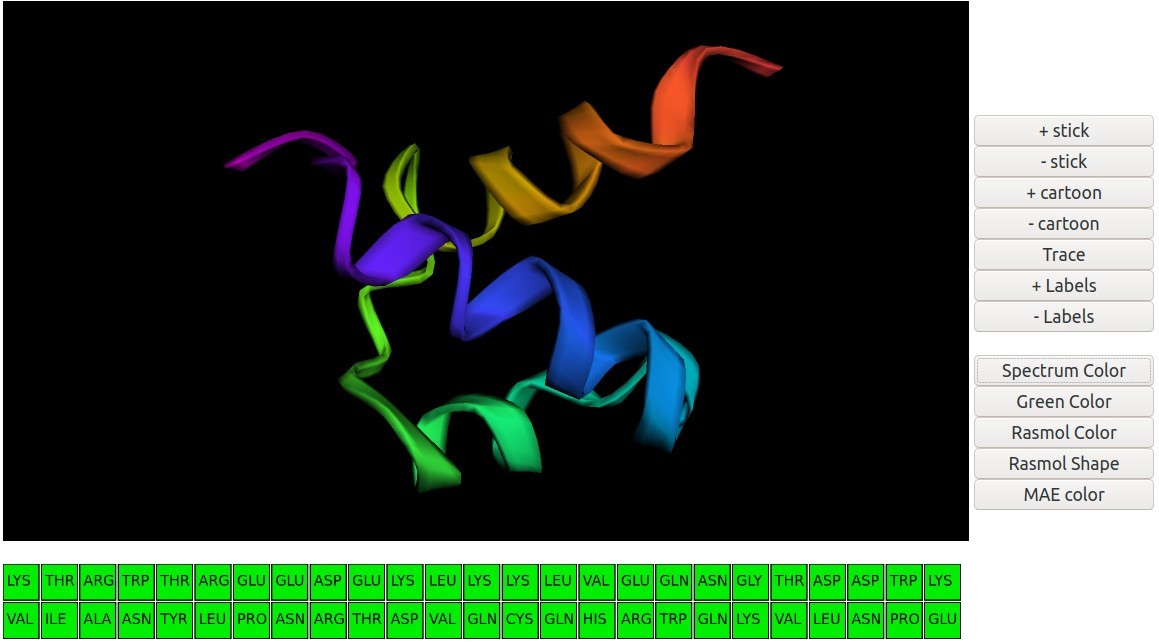 + stick
- stick
+ cartoon
- cartoon
Trace
+ Labels
- Labels
Spectrum Color
Green Color
Rasmol Color
Rasmol Shape
MAE color
LYS THR ARG TRP THR ARG GLU GLU ASP GLU LYS LEU LYS LYS LEU VAL GLU GLN ASN GLY THR ASP ASP TRP LYS
VAL ILE ALA ASN TYR LEU PRO ASN ARG THR ASP VAL GLN CYS GLN HIS ARG TRP GLN LYS VAL LEU ASN PRO GLU